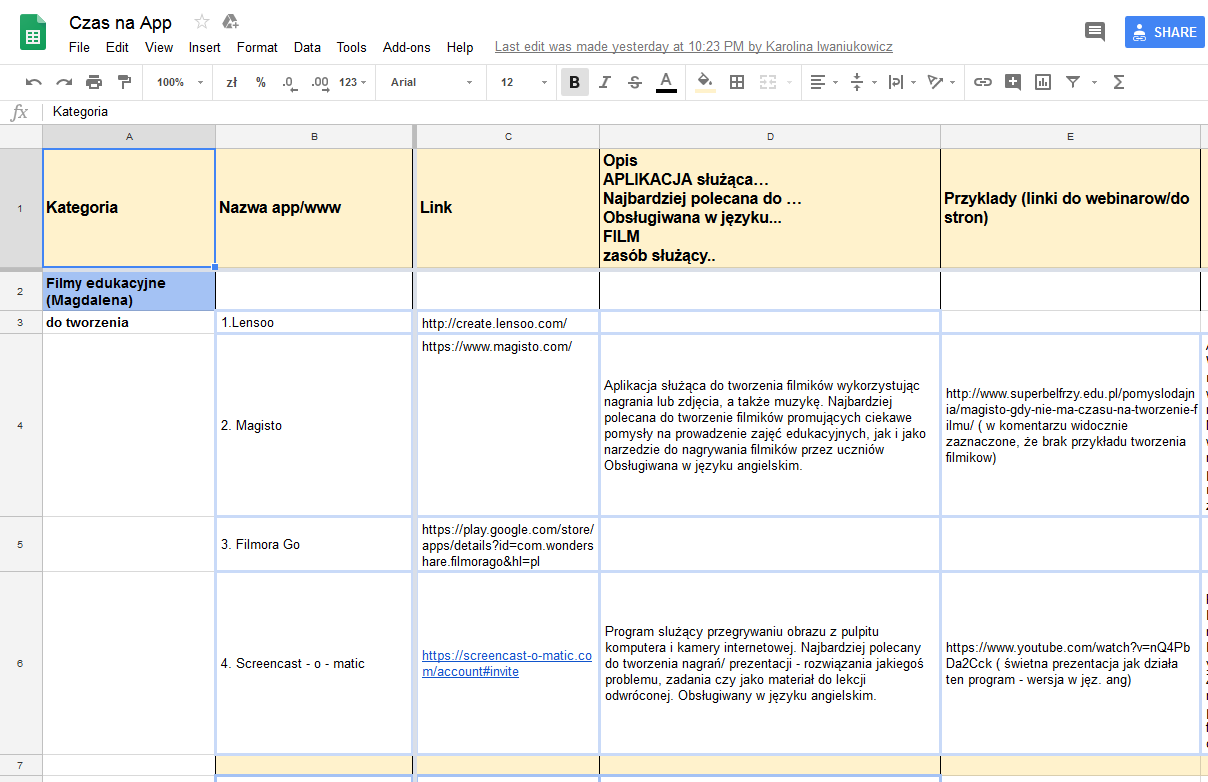 Czas na App
File Edit View Insert Format Data Tools Add-ons Help Last edit was made yesterday at 10:23 PM by Karolina Iwaniukowicz
SHARE
100% zł % .0 .00 123 Arial 12 B I S A Σ
fx Kategoria
A B C D E
1
Kategoria
Nazwa app/www
Link
Opis
APLIKACJA służąca…
Najbardziej polecana do …
Obsługiwana w języku...
FILM
zasób służący..
Przyklady (linki do webinarow/do
stron)
2
Filmy edukacyjne
(Magdalena)
3
do tworzenia
1.Lensoo
http://create.lensoo.com/
4
2. Magisto
https://www.magisto.com/
Aplikacja służąca do tworzenia filmików wykorzystując
nagrania lub zdjęcia, a także muzykę. Najbardziej
polecana do tworzenie filmików promujących ciekawe
pomysły na prowadzenie zajęć edukacyjnych, jak i jako
narzedzie do nagrywania filmików przez uczniów
Obsługiwana w języku angielskim.
http://www.superbelfrzy.edu.pl/pomyslodajn
ia/magisto-gdy-nie-ma-czasu-na-tworzenie-f
ilmu/ ( w komentarzu widocznie
zaznaczone, że brak przykładu tworzenia
filmikow)
5
3. Filmora Go
https://play.google.com/store/
apps/details?id=com.wonders
hare.filmorago&hl=pl
6
4. Screencast - o - matic
https://screencast-o-matic.co
m/account#invite
Program slużący przegrywaniu obrazu z pulpitu
komputera i kamery internetowej. Najbardziej polecany
do tworzenia nagrań/ prezentacji - rozwiązania jakiegoś
problemu, zadania czy jako materiał do lekcji
odwróconej. Obsługiwany w języku angielskim.
https://www.youtube.com/watch?v=nQ4Pb
Da2Cck ( świetna prezentacja jak działa
ten program - wersja w jęz. ang)
7